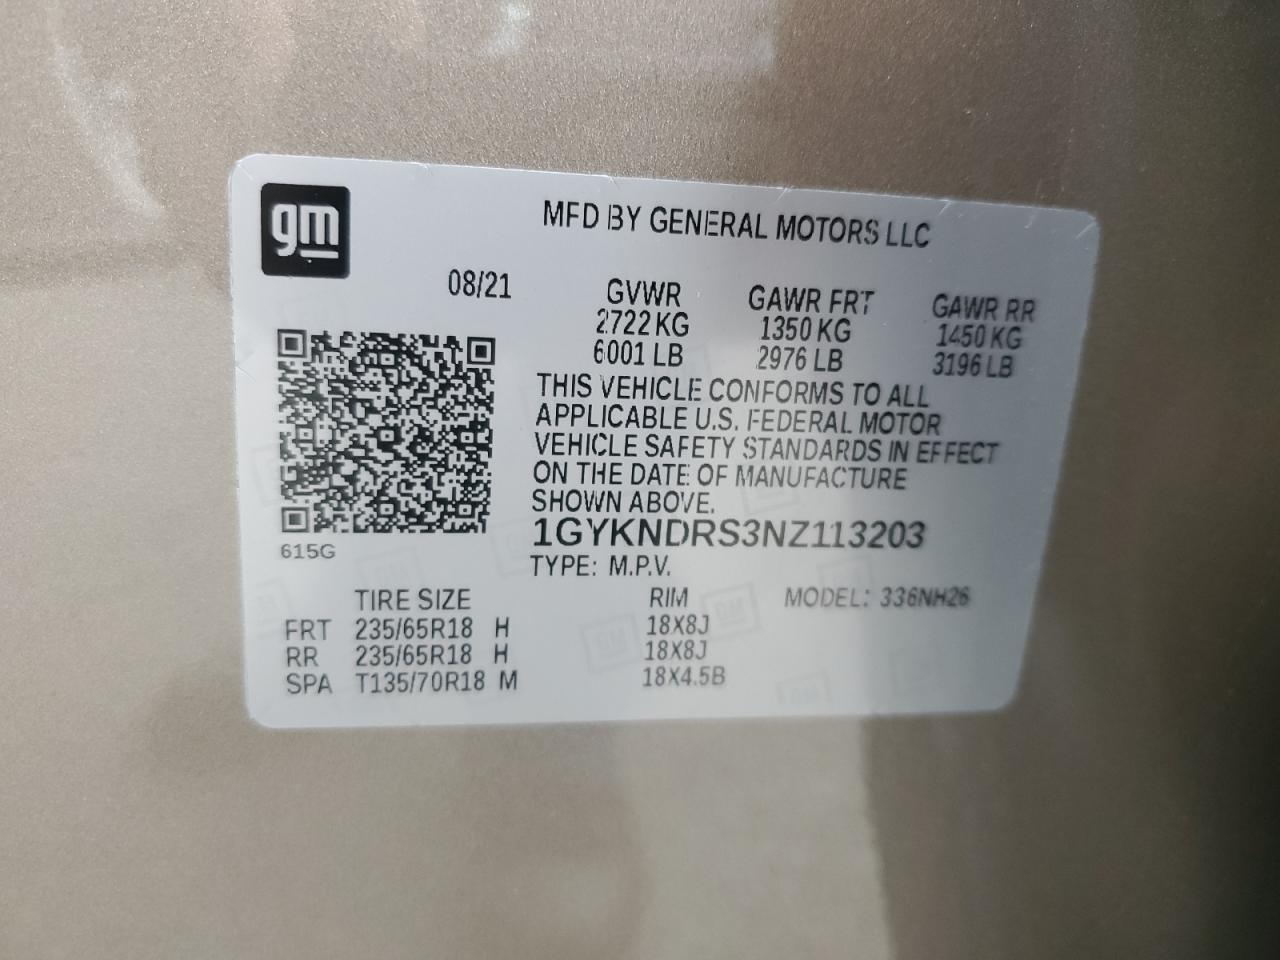 gm
MFD BY GENERAL MOTORS LLC
08/21 GVWR GAWR FRT GAWR RR
2722 KG 1350 KG 1450 KG
6001 LB 2976 LB 3196 LB
THIS VEHICLE CONFORMS TO ALL
APPLICABLE U.S. FEDERAL MOTOR
VEHICLE SAFETY STANDARDS IN EFFECT
ON THE DATE OF MANUFACTURE
SHOWN ABOVE.
1GYKNDRS3NZ113203
615G
TYPE: M.P.V.
TIRE SIZE RIM MODEL: 336NH26
FRT 235/65R18 H 18X8J
RR 235/65R18 H 18X8J
SPA T135/70R18 M 18X4.5B